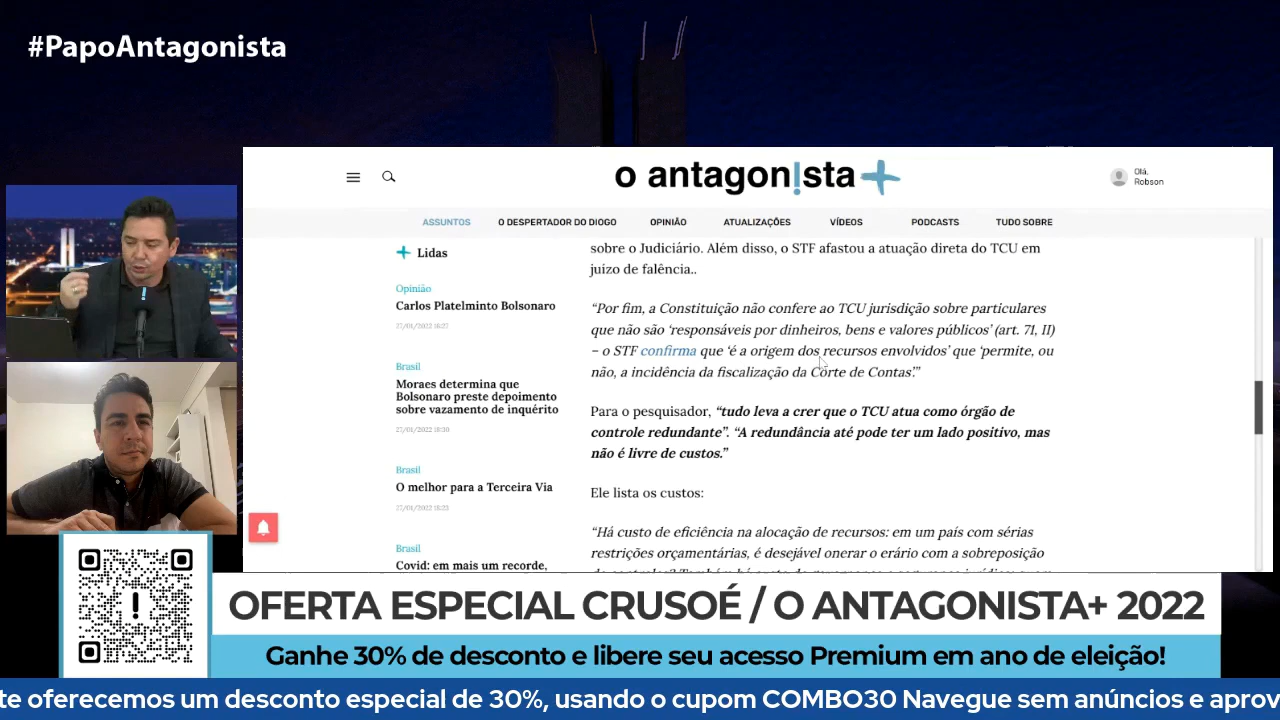 #PapoAntagonista
o antagon!sta+
Olá,
Robson
ASSUNTOS
O DESPERTADOR DO DIOGO
OPINIÃO
ATUALIZAÇÕES
VÍDEOS
PODCASTS
TUDO SOBRE
+ Lidas
Opinião
Carlos Platelminto Bolsonaro
27/01/2022 16:27
Brasil
Moraes determina que
Bolsonaro preste depoimento
sobre vazamento de inquérito
27/01/2022 18:30
Brasil
O melhor para a Terceira Via
27/01/2022 18:33
Brasil
Covid: em mais um recorde,
sobre o Judiciário. Além disso, o STF afastou a atuação direta do TCU em
juízo de falência..
“Por fim, a Constituição não confere ao TCU jurisdição sobre particulares
que não são ‘responsáveis por dinheiros, bens e valores públicos’ (art. 71, II)
– o STF confirma que ‘é a origem dos recursos envolvidos’ que ‘permite, ou
não, a incidência da fiscalização da Corte de Contas’.”
Para o pesquisador, “tudo leva a crer que o TCU atua como órgão de
controle redundante”. “A redundância até pode ter um lado positivo, mas
não é livre de custos.”
Ele lista os custos:
“Há custo de eficiência na alocação de recursos: em um país com sérias
restrições orçamentárias, é desejável onerar o erário com a sobreposição
OFERTA ESPECIAL CRUSOÉ / O ANTAGONISTA+ 2022
Ganhe 30% de desconto e libere seu acesso Premium em ano de eleição!
te oferecemos um desconto especial de 30%, usando o cupom COMBO30 Navegue sem anúncios e aprov